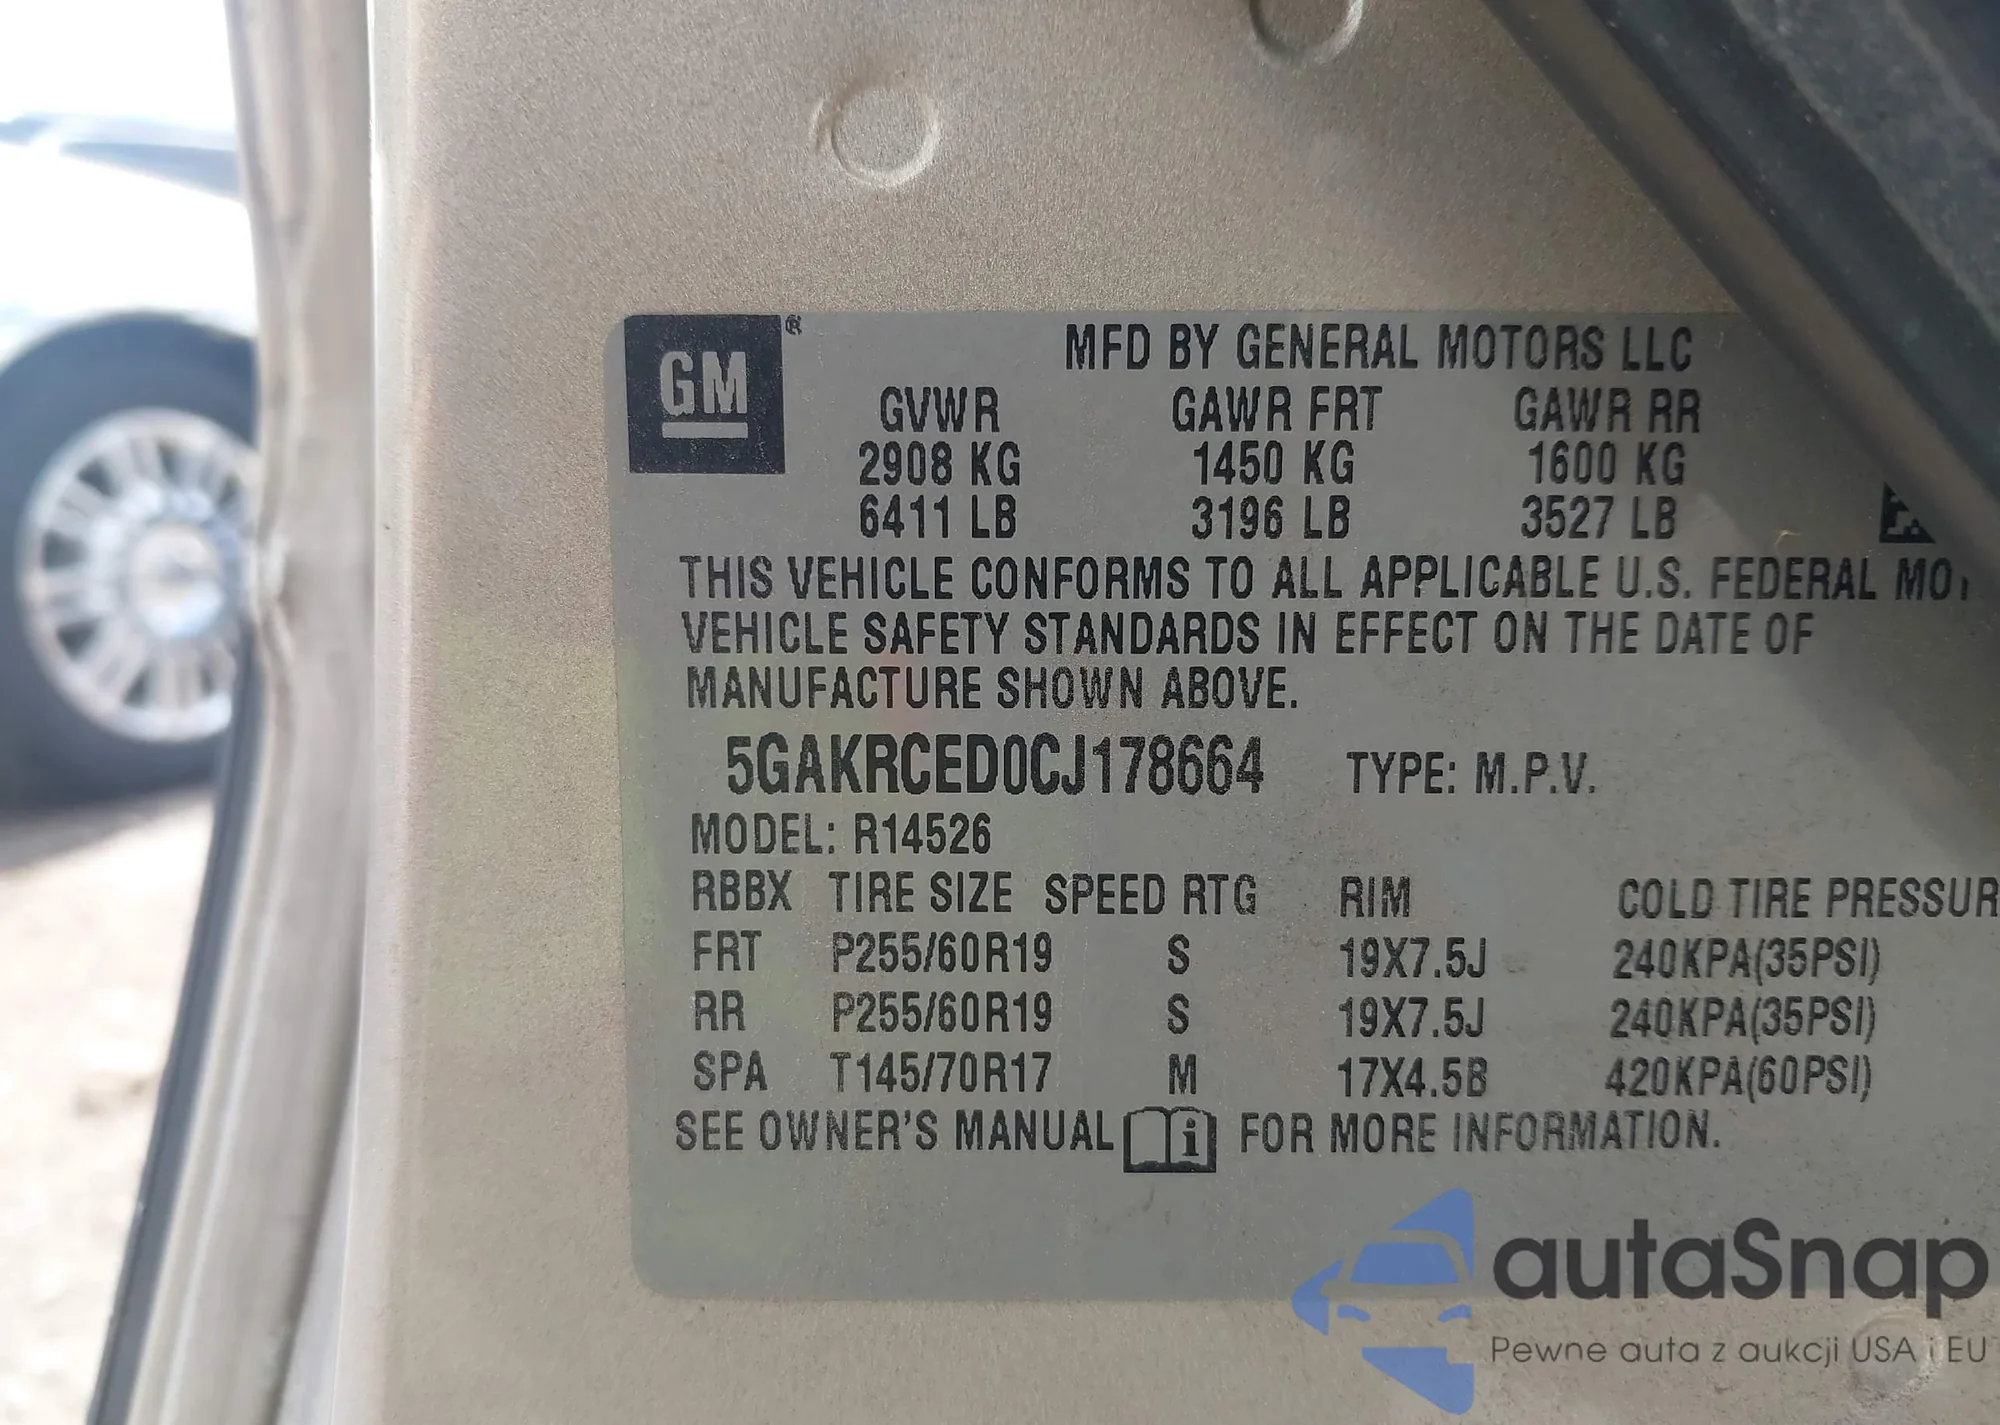 GM ®
MFD BY GENERAL MOTORS LLC
GVWR GAWR FRT GAWR RR
2908 KG 1450 KG 1600 KG
6411 LB 3196 LB 3527 LB
THIS VEHICLE CONFORMS TO ALL APPLICABLE U.S. FEDERAL
VEHICLE SAFETY STANDARDS IN EFFECT ON THE DATE OF
MANUFACTURE SHOWN ABOVE.
5GAKRCED0CJ178664 TYPE: M.P.V.
MODEL: R14526
RBBX TIRE SIZE SPEED RTG RIM COLD TIRE PRESSUR
FRT P255/60R19 S 19X7.5J 240KPA(35PSI)
RR P255/60R19 S 19X7.5J 240KPA(35PSI)
SPA T145/70R17 M 17X4.5B 420KPA(60PSI)
SEE OWNER'S MANUAL i FOR MORE INFORMATION.
autaSnap
Pewne auta z aukcji USA i EU